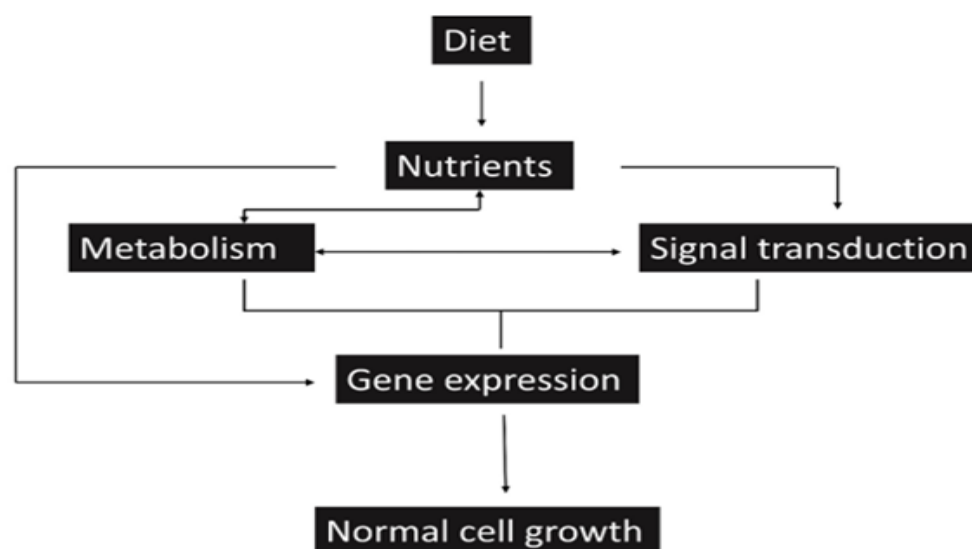 Diet
Nutrients
Metabolism
Signal transduction
Gene expression
Normal cell growth